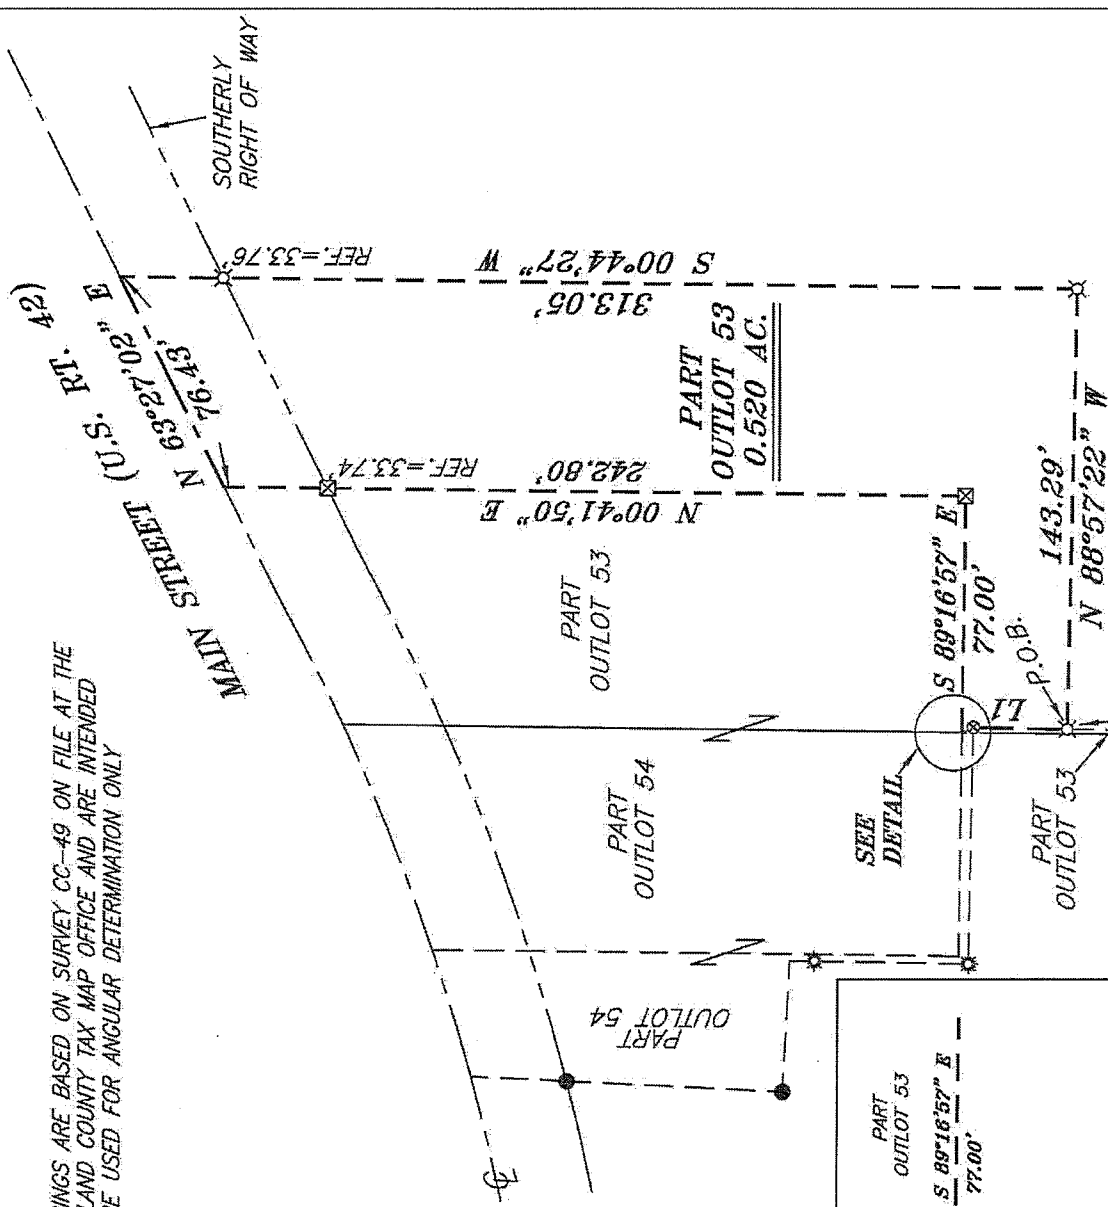 INGS ARE BASED ON SURVEY CC-49 ON FILE AT THE
LAND COUNTY TAX MAP OFFICE AND ARE INTENDED
E USED FOR ANGULAR DETERMINATION ONLY
MAIN STREET (U.S. RT. 42)
N 63°27'02" E
76.43'
SOUTHERLY
RIGHT OF WAY
REF.=33.76'
S 00°44'27" W
313.05'
PART
OUTLOT 53
0.520 AC.
REF.=33.74'
242.80'
N 00°41'50" E
PART
OUTLOT 53
S 89°16'57" E
77.00'
143.29'
N 88°57'22" W
P.O.B.
L1
SEE
DETAIL
PART
OUTLOT 54
PART
OUTLOT 53
PART
OUTLOT 54
℄
PART
OUTLOT 53
S 89°16'57" E
77.00'